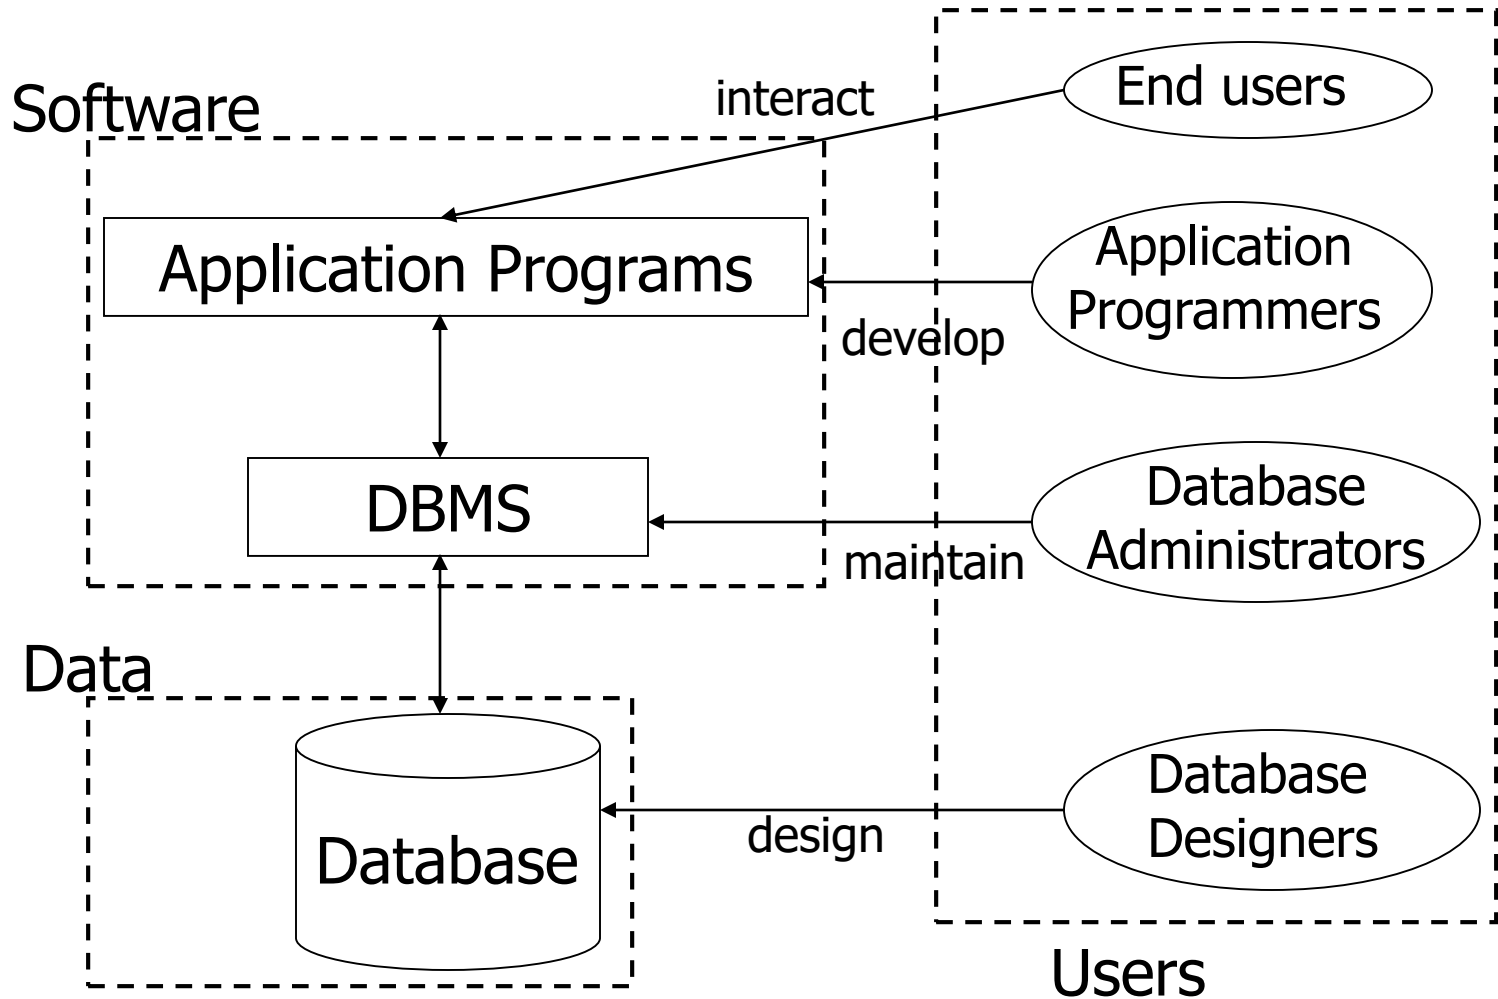 End users
interact
Software
Application Programs
Application
Programmers
develop
DBMS
Database
Administrators
maintain
Data
Database
Database
Designers
design
Users